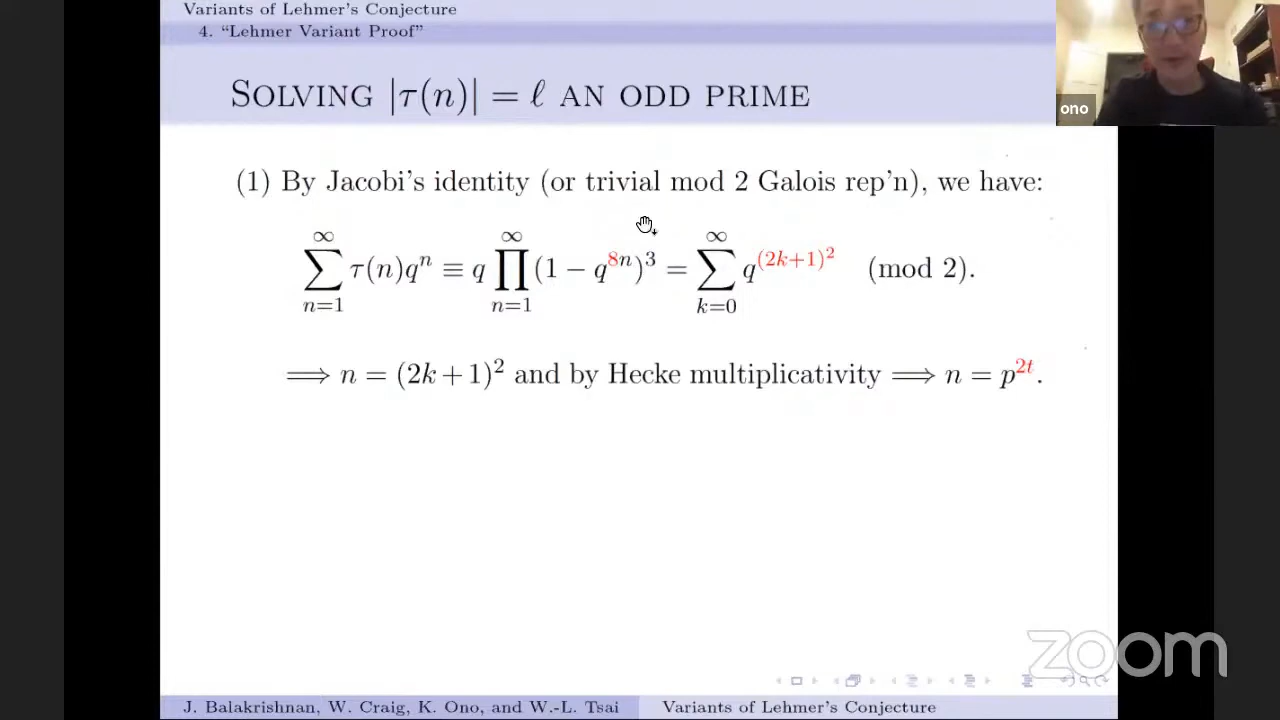 Variants of Lehmer's Conjecture
4. "Lehmer Variant Proof"
Solving |τ(n)| = ℓ an odd prime
ono
(1) By Jacobi's identity (or trivial mod 2 Galois rep'n), we have:
∑_{n=1}^{∞} τ(n)q^n ≡ q ∏_{n=1}^{∞} (1 − q^{8n})^3 = ∑_{k=0}^{∞} q^{(2k+1)^2} (mod 2).
⟹ n = (2k + 1)^2 and by Hecke multiplicativity ⟹ n = p^{2t}.
zoom
J. Balakrishnan, W. Craig, K. Ono, and W.-L. Tsai Variants of Lehmer's Conjecture